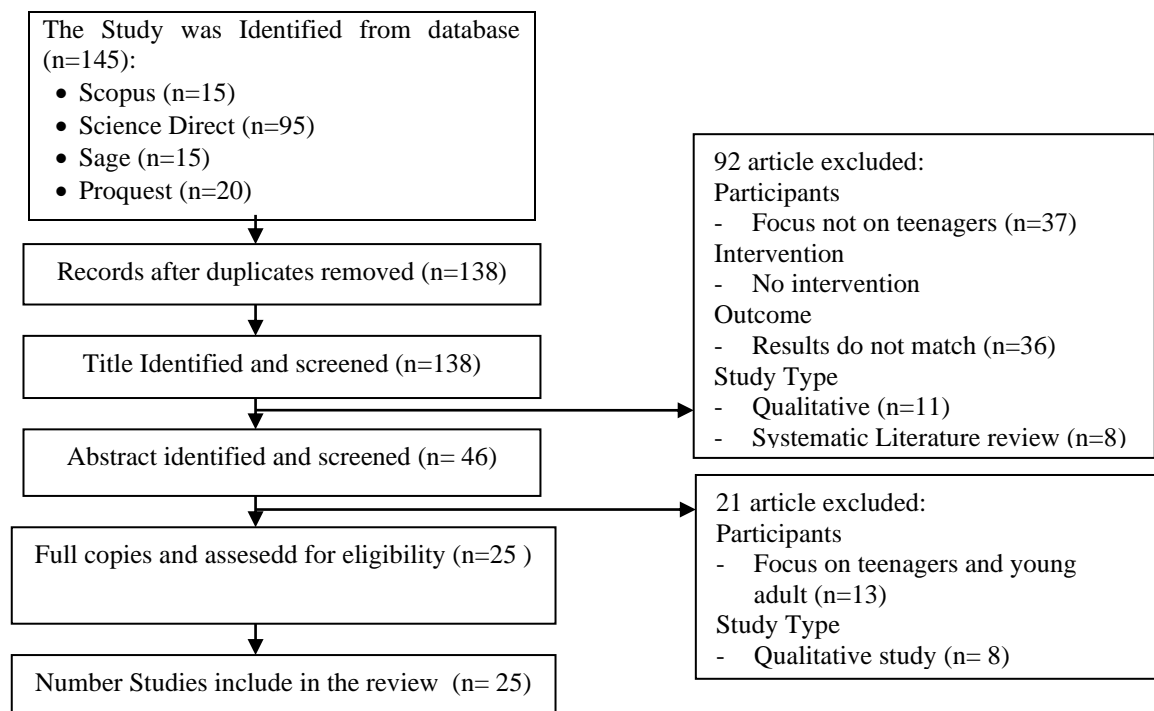 The Study was Identified from database
(n=145):
• Scopus (n=15)
• Science Direct (n=95)
• Sage (n=15)
• Proquest (n=20)
Records after duplicates removed (n=138)
Title Identified and screened (n=138)
92 article excluded:
Participants
- Focus not on teenagers (n=37)
Intervention
- No intervention
Outcome
- Results do not match (n=36)
Study Type
- Qualitative (n=11)
- Systematic Literature review (n=8)
Abstract identified and screened (n= 46)
21 article excluded:
Participants
- Focus on teenagers and young
adult (n=13)
Study Type
- Qualitative study (n= 8)
Full copies and assesedd for eligibility (n=25 )
Number Studies include in the review (n= 25)